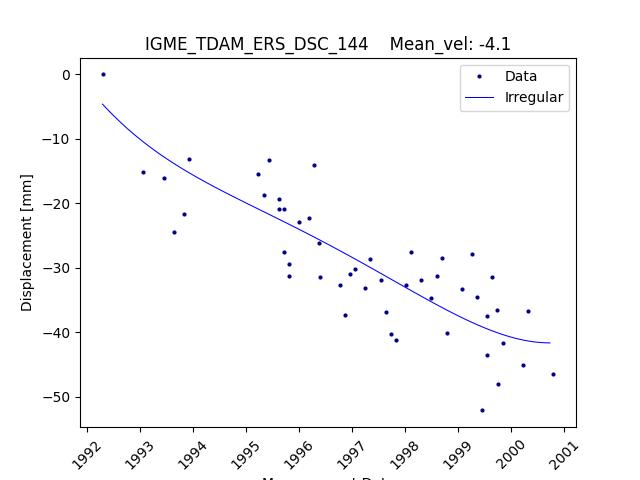 IGME_TDAM_ERS_DSC_144    Mean_vel: -4.1
Data
Irregular
Displacement [mm]
0
−10
−20
−30
−40
−50
1992 1993 1994 1995 1996 1997 1998 1999 2000 2001